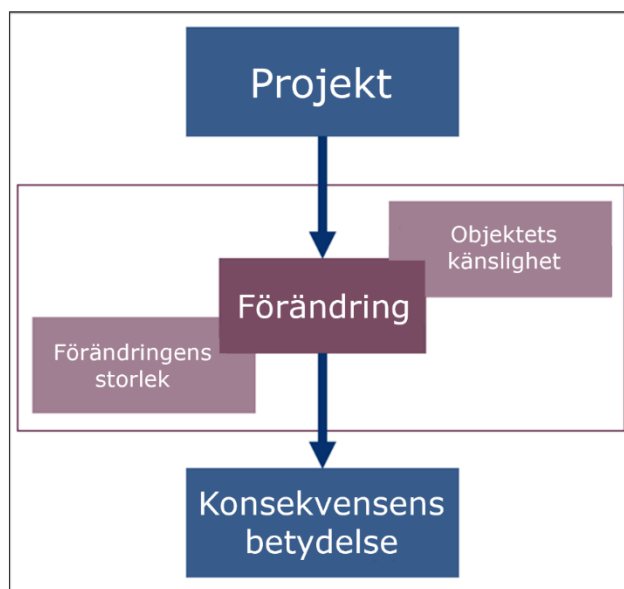 Projekt
Objektets
känslighet
Förändring
Förändringens
storlek
Konsekvensens
betydelse